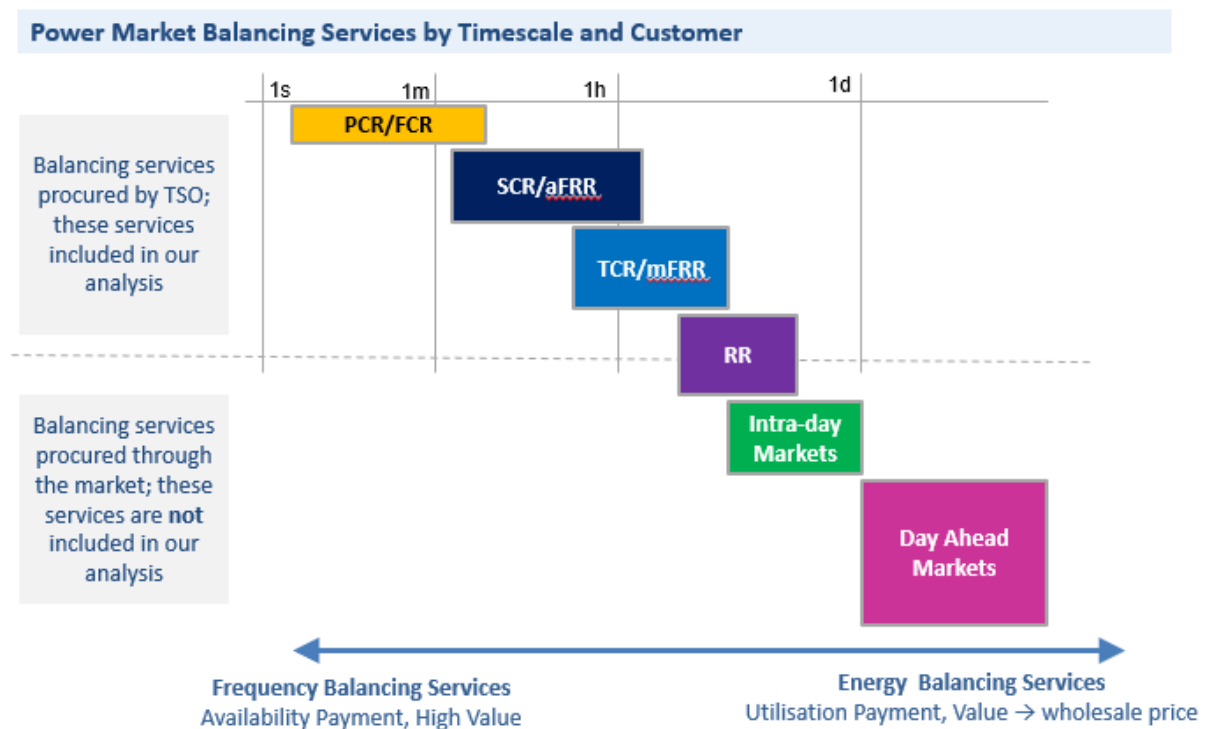 Power Market Balancing Services by Timescale and Customer
1s
1m
1h
1d
PCR/FCR
Balancing services
procured by TSO;
these services
included in our
analysis
SCR/aFRR
TCR/mFRR
RR
Balancing services
procured through
the market; these
services are not
included in our
analysis
Intra-day
Markets
Day Ahead
Markets
Frequency Balancing Services
Availability Payment, High Value
Energy Balancing Services
Utilisation Payment, Value → wholesale price